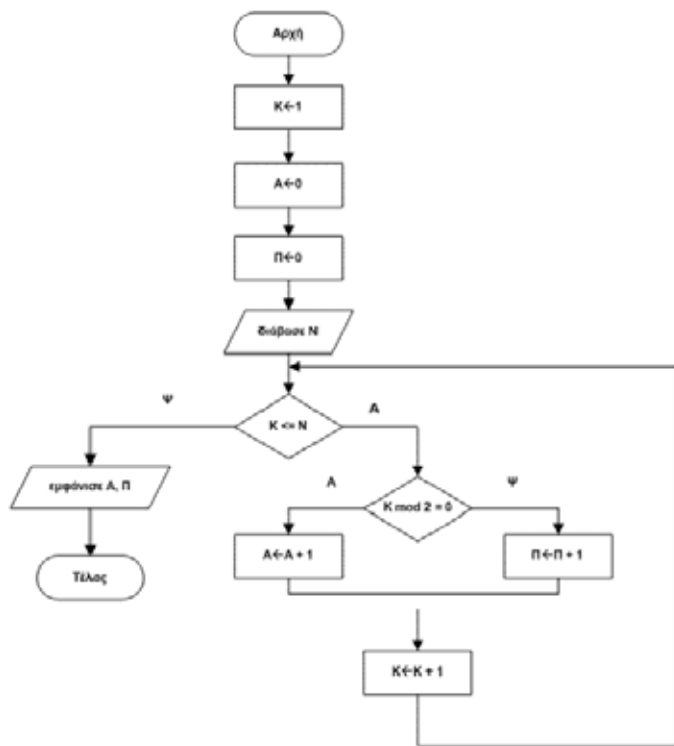 Αρχή
Κ←1
Α←0
Π←0
διάβασε Ν
Ψ
Κ <= Ν
Α
εμφάνισε Α, Π
Α
Κ mod 2 = 0
Ψ
Α←Α + 1
Π←Π + 1
Τέλος
Κ←Κ + 1